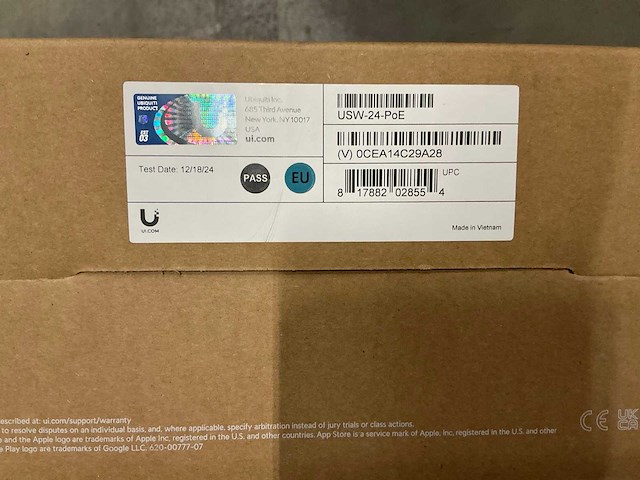 GENUINE
UBIQUITI
PRODUCT
EST
03
Ubiquiti Inc.
685 Third Avenue
New York, NY 10017
USA
ui.com
USW-24-PoE
(V) 0CEA14C29A28
Test Date: 12/18/24
PASS
EU
UPC
8 17882 02855 4
U
UI.COM
Made in Vietnam
escribed at: ui.com/support/warranty
to resolve disputes on an individual basis, and, where applicable, specify arbitration instead of jury trials or class actions.
e and the Apple logo are trademarks of Apple Inc, registered in the U.S. and other countries. App Store is a service mark of Apple Inc, registered in the U.S. and other
e Play logo are trademarks of Google LLC. 620-00777-07
CE
UK
CA